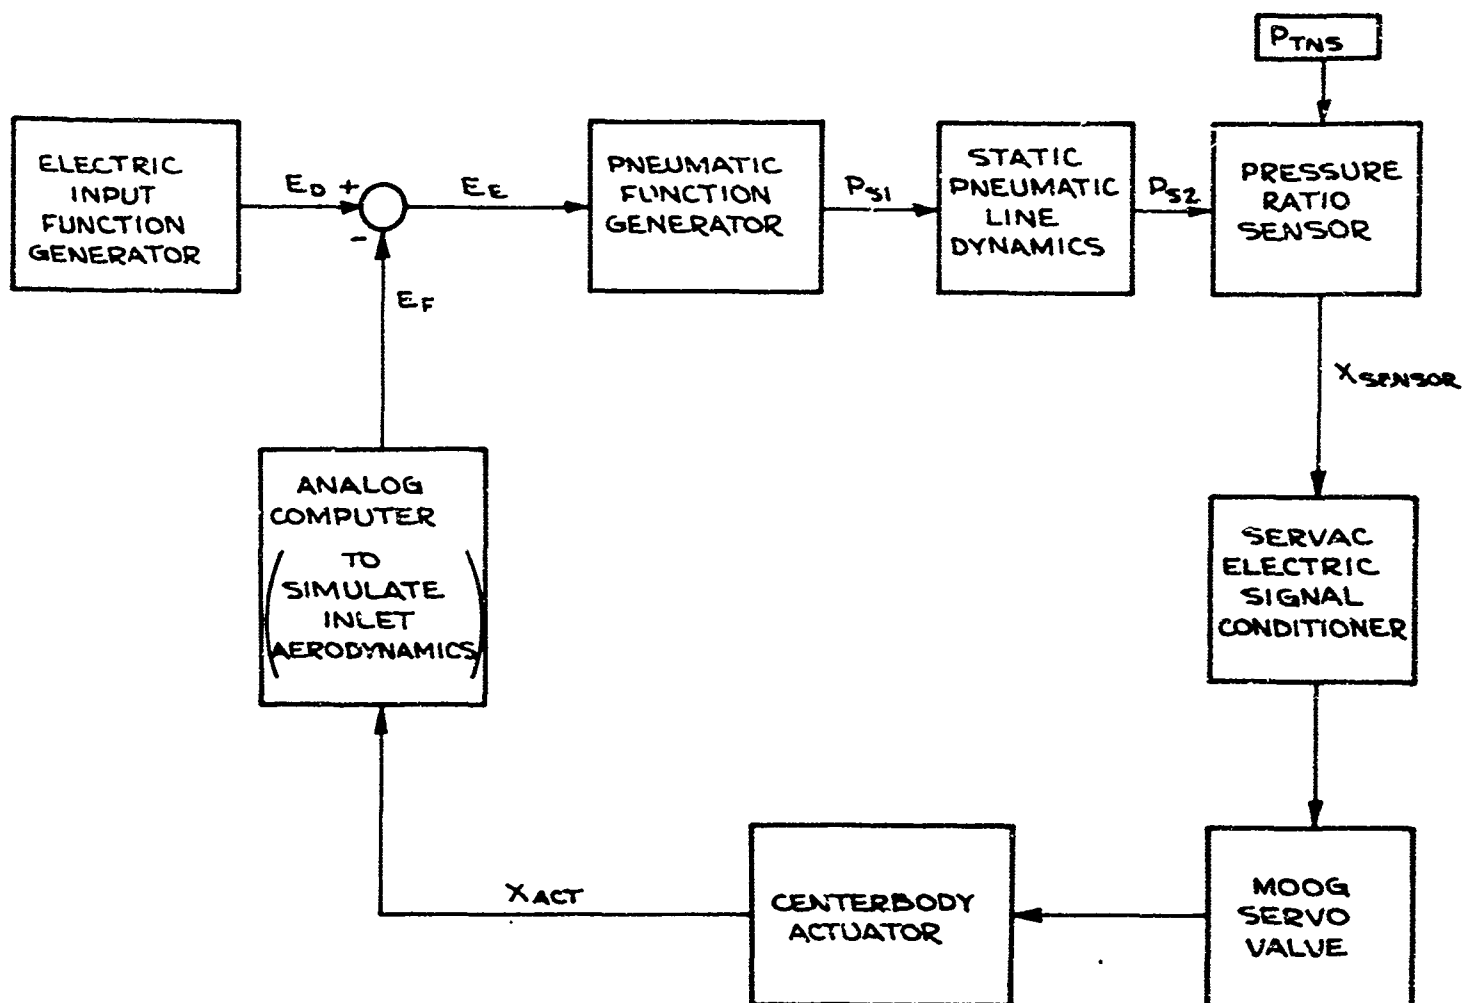 PTNS
ELECTRIC
INPUT
FUNCTION
GENERATOR
ED +
-
EE
PNEUMATIC
FUNCTION
GENERATOR
PS1
STATIC
PNEUMATIC
LINE
DYNAMICS
PS2
PRESSURE
RATIO
SENSOR
EF
XSENSOR
ANALOG
COMPUTER
(TO
SIMULATE
INLET
AERODYNAMICS)
SERVAC
ELECTRIC
SIGNAL
CONDITIONER
XACT
CENTERBODY
ACTUATOR
MOOG
SERVO
VALUE